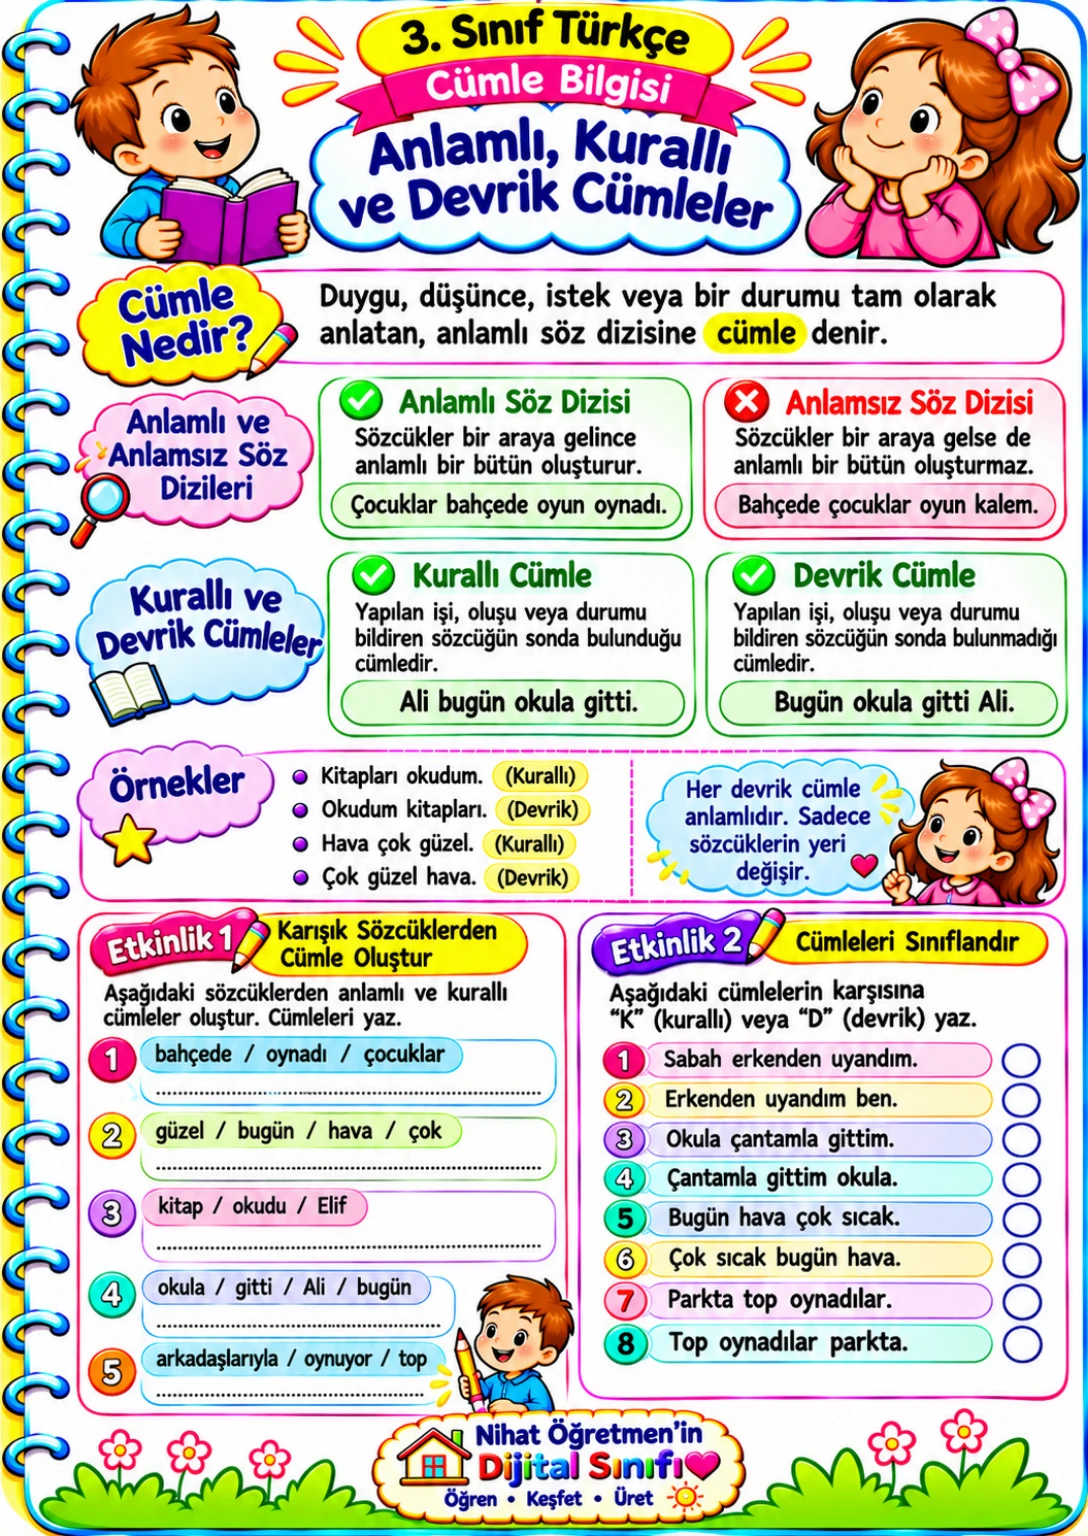 3. Sınıf Türkçe
Cümle Bilgisi
Anlamlı, Kurallı
ve Devrik Cümleler
Cümle
Nedir?
Duygu, düşünce, istek veya bir durumu tam olarak
anlatan, anlamlı söz dizisine cümle denir.
Anlamlı ve
Anlamsız Söz
Dizileri
Anlamlı Söz Dizisi
Sözcükler bir araya gelince
anlamlı bir bütün oluşturur.
Çocuklar bahçede oyun oynadı.
Anlamsız Söz Dizisi
Sözcükler bir araya gelse de
anlamlı bir bütün oluşturmaz.
Bahçede çocuklar oyun kalem.
Kurallı ve
Devrik Cümleler
Kurallı Cümle
Yapılan işi, oluşu veya durumu
bildiren sözcüğün sonda bulunduğu
cümledir.
Ali bugün okula gitti.
Devrik Cümle
Yapılan işi, oluşu veya durumu
bildiren sözcüğün sonda bulunmadığı
cümledir.
Bugün okula gitti Ali.
Örnekler
• Kitapları okudum. (Kurallı)
• Okudum kitapları. (Devrik)
• Hava çok güzel. (Kurallı)
• Çok güzel hava. (Devrik)
Her devrik cümle
anlamlıdır. Sadece
sözcüklerin yeri
değişir.
Etkinlik 1
Karışık Sözcüklerden
Cümle Oluştur
Aşağıdaki sözcüklerden anlamlı ve kurallı
cümleler oluştur. Cümleleri yaz.
1 bahçede / oynadı / çocuklar
2 güzel / bugün / hava / çok
3 kitap / okudu / Elif
4 okula / gitti / Ali / bugün
5 arkadaşlarıyla / oynuyor / top
Etkinlik 2
Cümleleri Sınıflandır
Aşağıdaki cümlelerin karşısına
“K” (kurallı) veya “D” (devrik) yaz.
1 Sabah erkenden uyandım.
2 Erkenden uyandım ben.
3 Okula çantamla gittim.
4 Çantamla gittim okula.
5 Bugün hava çok sıcak.
6 Çok sıcak bugün hava.
7 Parkta top oynadılar.
8 Top oynadılar parkta.
Nihat Öğretmen’in
Dijital Sınıfı
Öğren • Keşfet • Üret